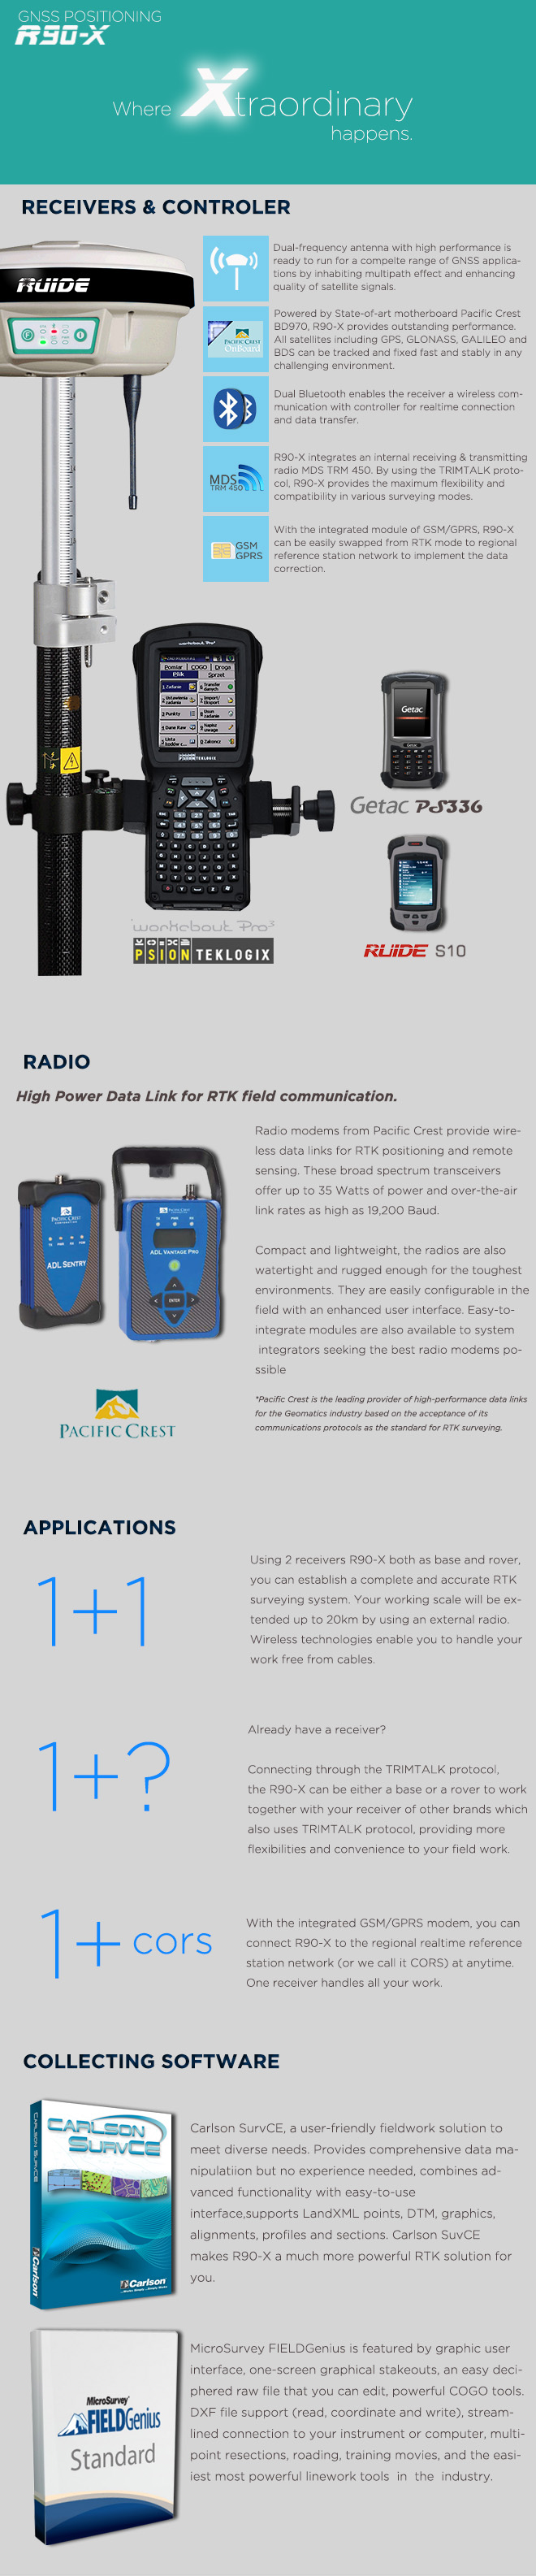 GNSS POSITIONING
R90-X
Where Xtraordinary
happens.
RECEIVERS & CONTROLER
RUIDE
Dual-frequency antenna with high performance is
ready to run for a compelte range of GNSS applica-
tions by inhabiting multipath effect and enhancing
quality of satellite signals.
PACIFIC CREST
OnBoard
Powered by State-of-art motherboard Pacific Crest
BD970, R90-X provides outstanding performance.
All satellites including GPS, GLONASS, GALILEO and
BDS can be tracked and fixed fast and stably in any
challenging environment.
Dual Bluetooth enables the receiver a wireless com-
munication with controller for realtime connection
and data transfer.
MDS
TRM 450
R90-X integrates an internal receiving & transmitting
radio MDS TRM 450. By using the TRIMTALK proto-
col, R90-X provides the maximum flexibility and
compatibility in various surveying modes.
GSM
GPRS
With the integrated module of GSM/GPRS, R90-X
can be easily swapped from RTK mode to regional
reference station network to implement the data
correction.
workabout Pro³
Pomiar COGO Droga
Plik Sprzet
PSION TEKLOGIX
Getac
Getac PS336
workabout Pro³
PSION TEKLOGIX
RUIDE S10
RADIO
High Power Data Link for RTK field communication.
Radio modems from Pacific Crest provide wire-
less data links for RTK positioning and remote
sensing. These broad spectrum transceivers
offer up to 35 Watts of power and over-the-air
link rates as high as 19,200 Baud.
PACIFIC CREST
ADL SENTRY
PACIFIC CREST
ADL VANTAGE PRO
ENTER
Compact and lightweight, the radios are also
watertight and rugged enough for the toughest
environments. They are easily configurable in the
field with an enhanced user interface. Easy-to-
integrate modules are also available to system
integrators seeking the best radio modems po-
ssible
PACIFIC CREST
*Pacific Crest is the leading provider of high-performance data links
for the Geomatics industry based on the acceptance of its
communications protocols as the standard for RTK surveying.
APPLICATIONS
1+1
Using 2 receivers R90-X both as base and rover,
you can establish a complete and accurate RTK
surveying system. Your working scale will be ex-
tended up to 20km by using an external radio.
Wireless technologies enable you to handle your
work free from cables.
1+?
Already have a receiver?
Connecting through the TRIMTALK protocol,
the R90-X can be either a base or a rover to work
together with your receiver of other brands which
also uses TRIMTALK protocol, providing more
flexibilities and convenience to your field work.
1+ cors
With the integrated GSM/GPRS modem, you can
connect R90-X to the regional realtime reference
station network (or we call it CORS) at anytime.
One receiver handles all your work.
COLLECTING SOFTWARE
CARLSON SURVCE
CARLSON
SURVCE
Carlson
Carlson
Carlson SurvCE, a user-friendly fieldwork solution to
meet diverse needs. Provides comprehensive data ma-
nipulatiion but no experience needed, combines ad-
vanced functionality with easy-to-use
interface,supports LandXML points, DTM, graphics,
alignments, profiles and sections. Carlson SuvCE
makes R90-X a much more powerful RTK solution for
you.
MicroSurvey
FIELDGenius
Standard
MicroSurvey FIELDGenius is featured by graphic user
interface, one-screen graphical stakeouts, an easy deci-
phered raw file that you can edit, powerful COGO tools.
DXF file support (read, coordinate and write), stream-
lined connection to your instrument or computer, multi-
point resections, roading, training movies, and the easi-
iest most powerful linework tools in the industry.